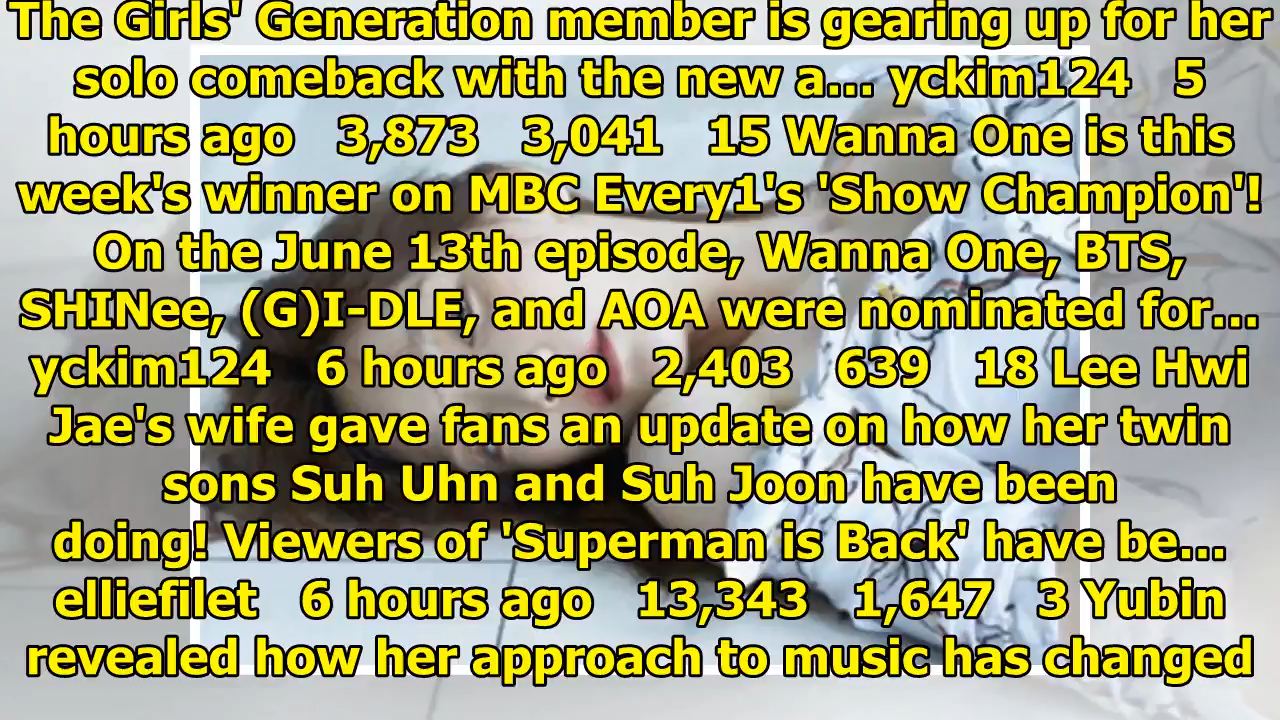 The Girls' Generation member is gearing up for her
solo comeback with the new a... yckim124 5
hours ago 3,873 3,041 15 Wanna One is this
week's winner on MBC Every1's 'Show Champion'!
On the June 13th episode, Wanna One, BTS,
SHINee, (G)I-DLE, and AOA were nominated for...
yckim124 6 hours ago 2,403 639 18 Lee Hwi
Jae's wife gave fans an update on how her twin
sons Suh Uhn and Suh Joon have been
doing! Viewers of 'Superman is Back' have be...
elliefilet 6 hours ago 13,343 1,647 3 Yubin
revealed how her approach to music has changed